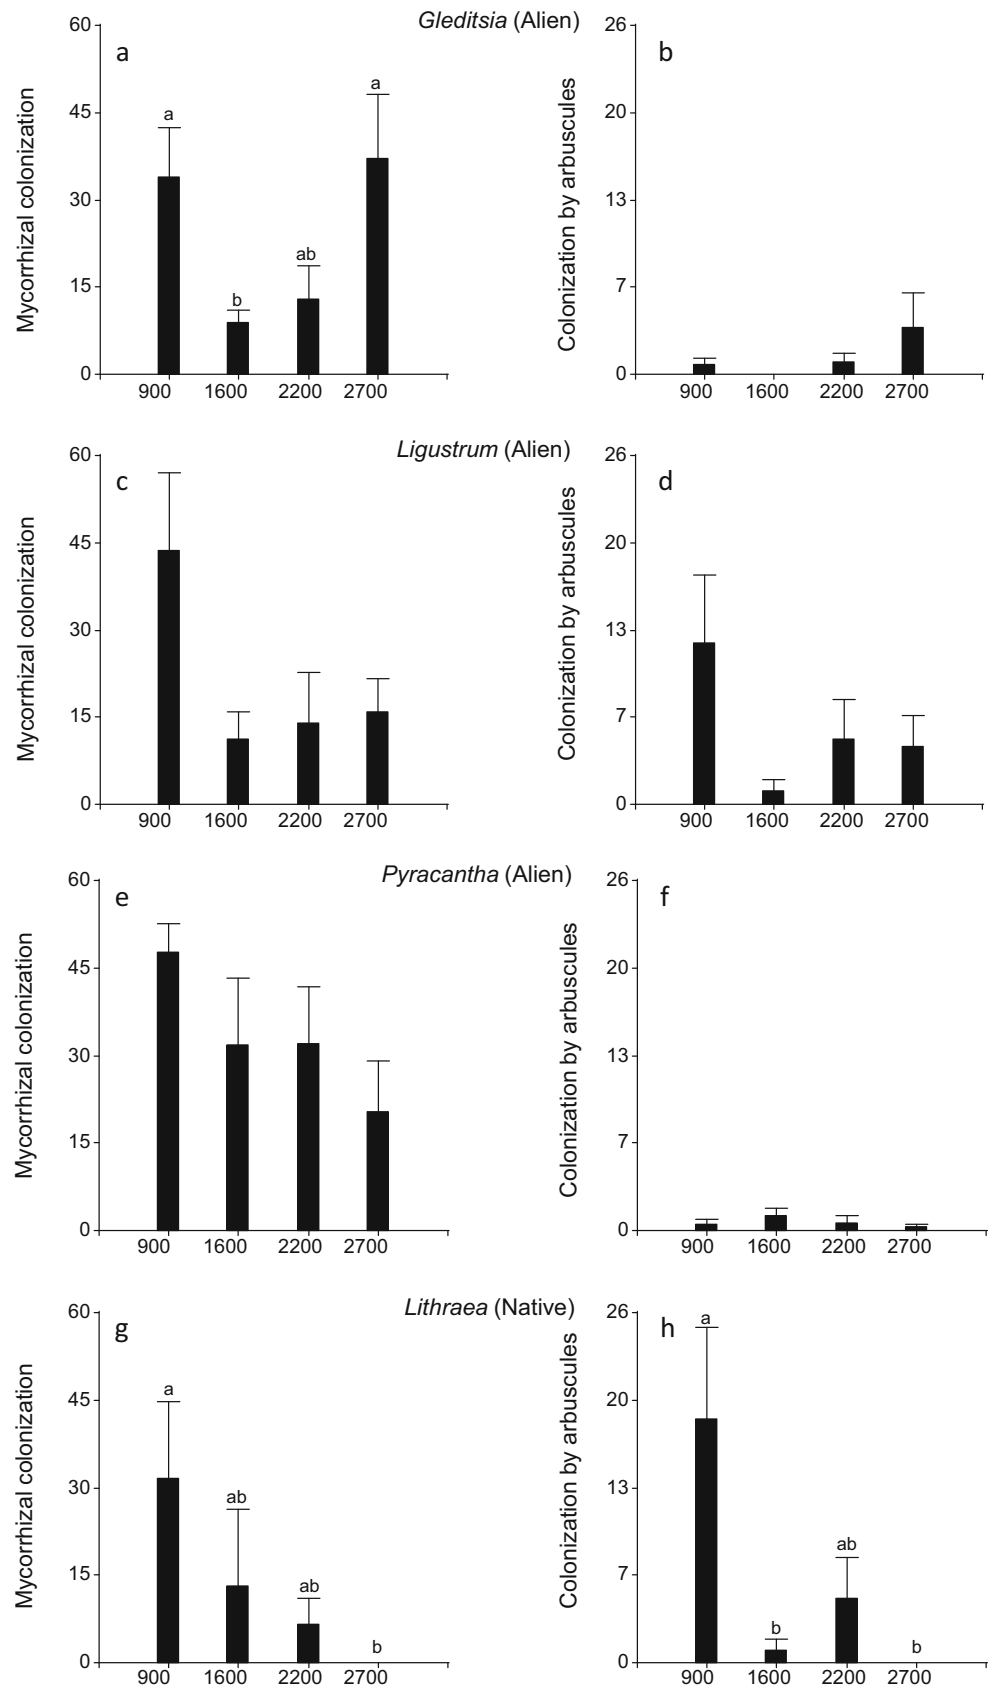 Gleditsia (Alien)
a
Mycorrhizal colonization
60
45
30
15
0
a
b
ab
a
900 1600 2200 2700
b
Colonization by arbuscules
26
20
13
7
0
900 1600 2200 2700
Ligustrum (Alien)
c
Mycorrhizal colonization
60
45
30
15
0
900 1600 2200 2700
d
Colonization by arbuscules
26
20
13
7
0
900 1600 2200 2700
Pyracantha (Alien)
e
Mycorrhizal colonization
60
45
30
15
0
900 1600 2200 2700
f
Colonization by arbuscules
26
20
13
7
0
900 1600 2200 2700
Lithraea (Native)
g
Mycorrhizal colonization
60
45
30
15
0
a
ab
ab
b
900 1600 2200 2700
h
Colonization by arbuscules
26
20
13
7
0
a
b
ab
b
900 1600 2200 2700